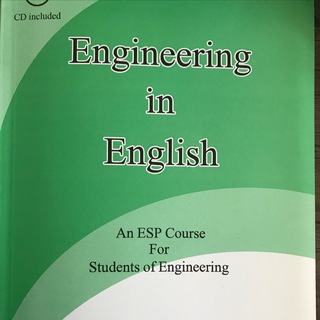 CD included
Engineering
in
English
An ESP Course
For
Students of Engineering